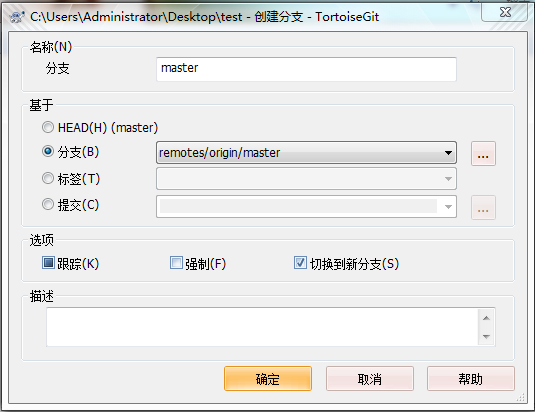 C:\Users\Administrator\Desktop\test - 创建分支 - TortoiseGit
名称(N)
分支 master
基于
HEAD(H) (master)
分支(B) remotes/origin/master ...
标签(T)
提交(C) ...
选项
跟踪(K) 强制(F) 切换到新分支(S)
描述
确定 取消 帮助